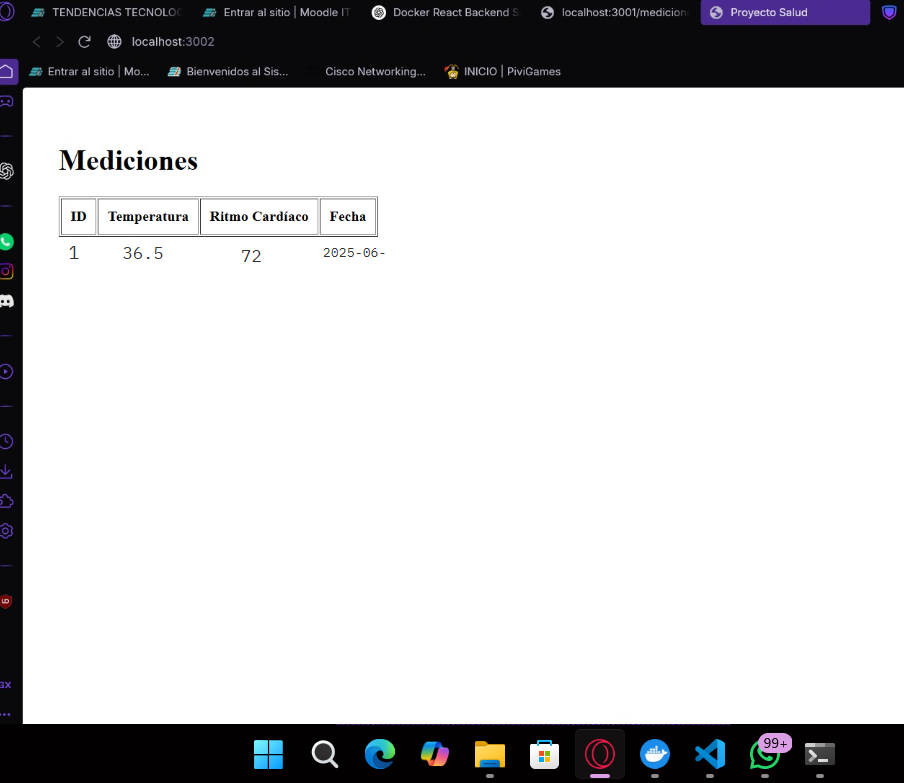 TENDENCIAS TECNOLOG
Entrar al sitio | Moodle IT
Docker React Backend S
localhost:3001/medicion
Proyecto Salud
localhost:3002
Entrar al sitio | Mo...
Bienvenidos al Sis...
Cisco Networking...
INICIO | PiviGames
Mediciones
ID Temperatura Ritmo Cardíaco Fecha
1 36.5 72 2025-06-
GX
99+